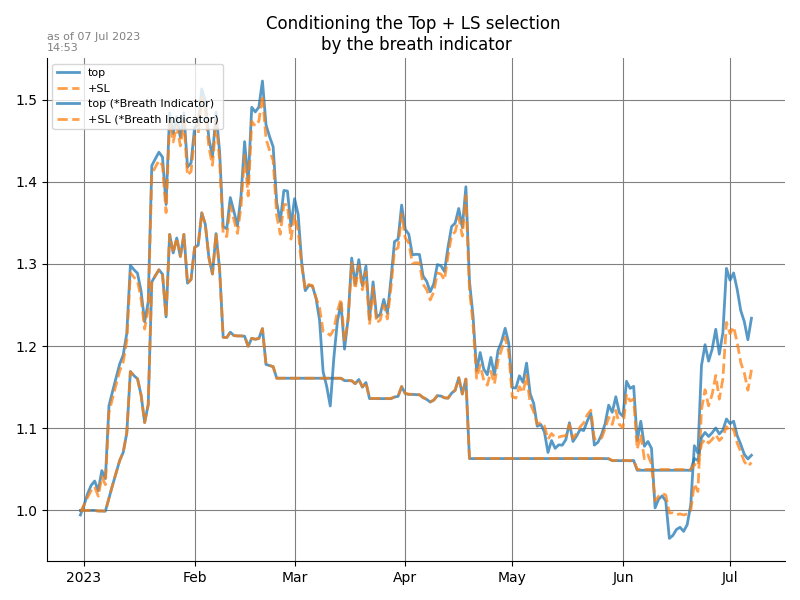 Conditioning the Top + LS selection
by the breath indicator
as of 07 Jul 2023
14:53
top
+SL
top (*Breath Indicator)
+SL (*Breath Indicator)
1.5
1.4
1.3
1.2
1.1
1.0
2023 Feb Mar Apr May Jun Jul